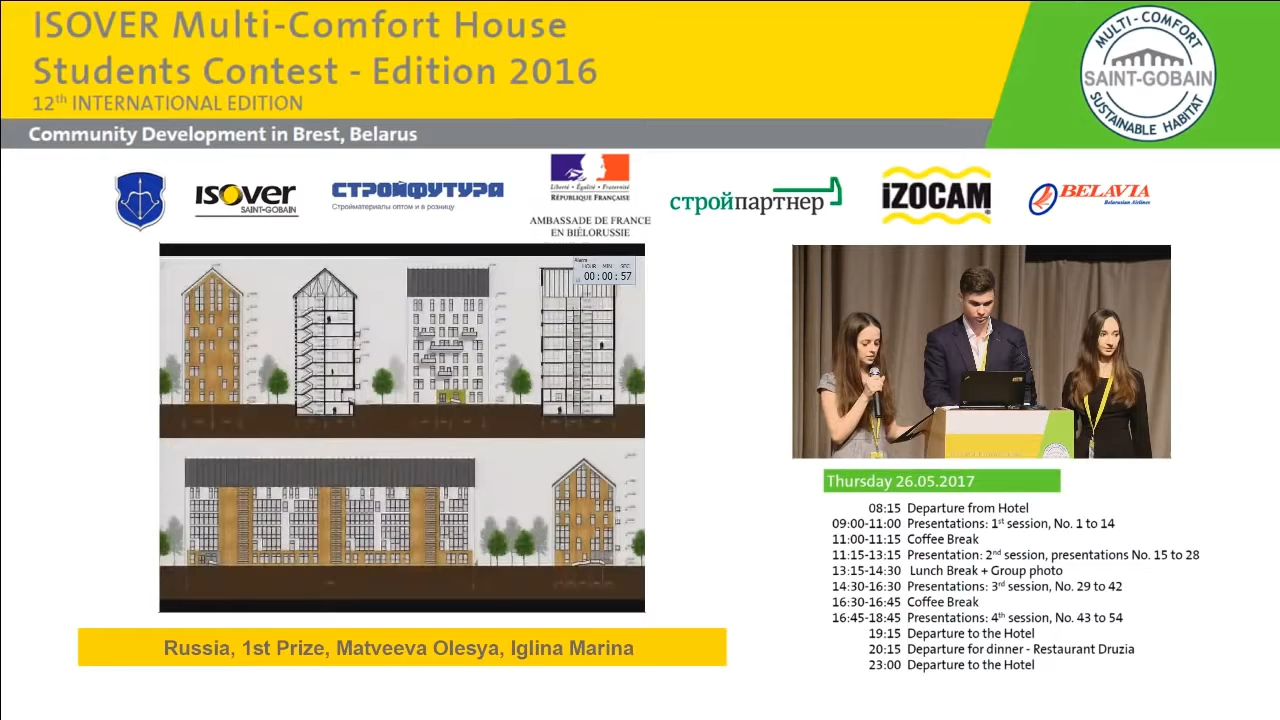 ISOVER Multi-Comfort House
Students Contest - Edition 2016
12th INTERNATIONAL EDITION
Community Development in Brest, Belarus
MULTI-COMFORT
SAINT-GOBAIN
SUSTAINABLE HABITAT
isover
SAINT-GOBAIN
СТРОЙФУТУРА
Стройматериалы оптом и в розницу
Liberté • Égalité • Fraternité
RÉPUBLIQUE FRANÇAISE
AMBASSADE DE FRANCE
EN BIÉLORUSSIE
стройпартнер
iZOCAM
BELAVIA
Belarusian Airlines
Alarm
HOUR MIN SEC
00:00:57
Thursday 26.05.2017
08:15 Departure from Hotel
09:00-11:00 Presentations: 1st session, No. 1 to 14
11:00-11:15 Coffee Break
11:15-13:15 Presentation: 2nd session, presentations No. 15 to 28
13:15-14:30 Lunch Break + Group photo
14:30-16:30 Presentations: 3rd session, No. 29 to 42
16:30-16:45 Coffee Break
16:45-18:45 Presentations: 4th session, No. 43 to 54
19:15 Departure to the Hotel
20:15 Departure for dinner - Restaurant Druzia
23:00 Departure to the Hotel
Russia, 1st Prize, Matveeva Olesya, Iglina Marina